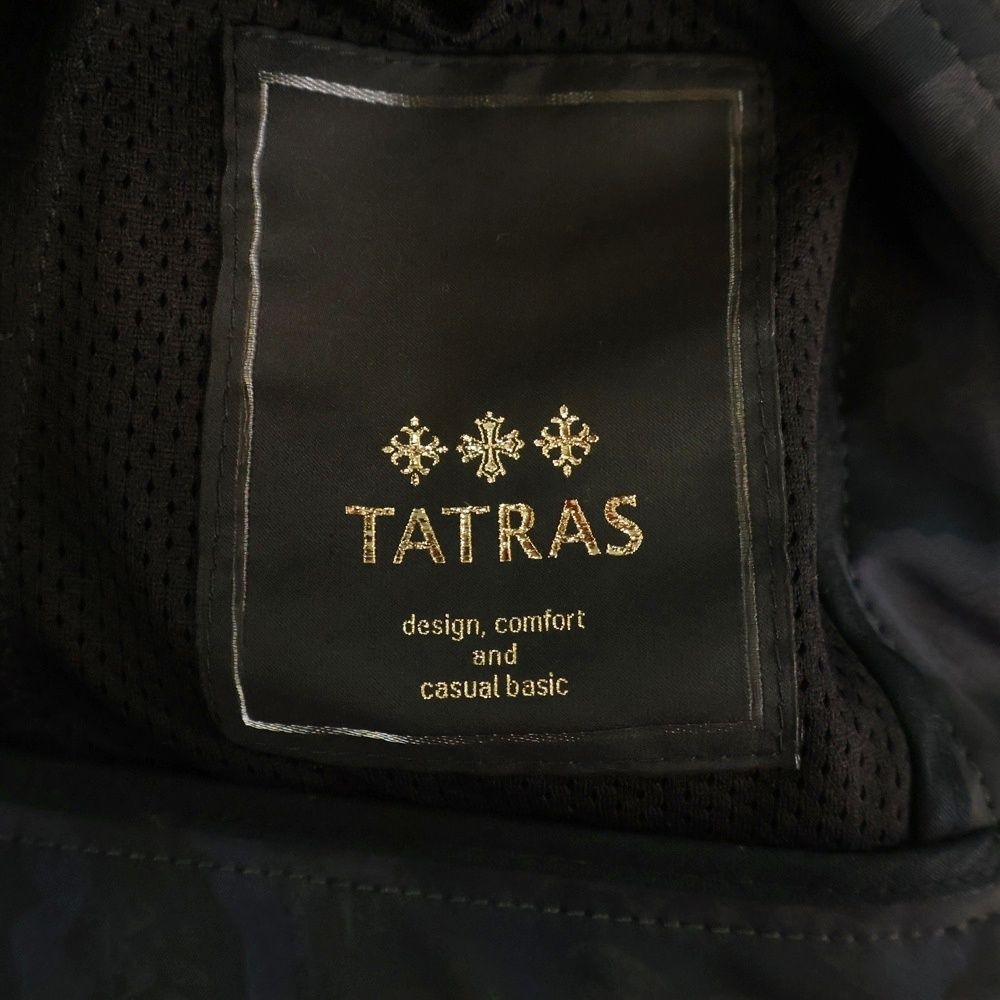 TATRAS
design, comfort
and
casual basic